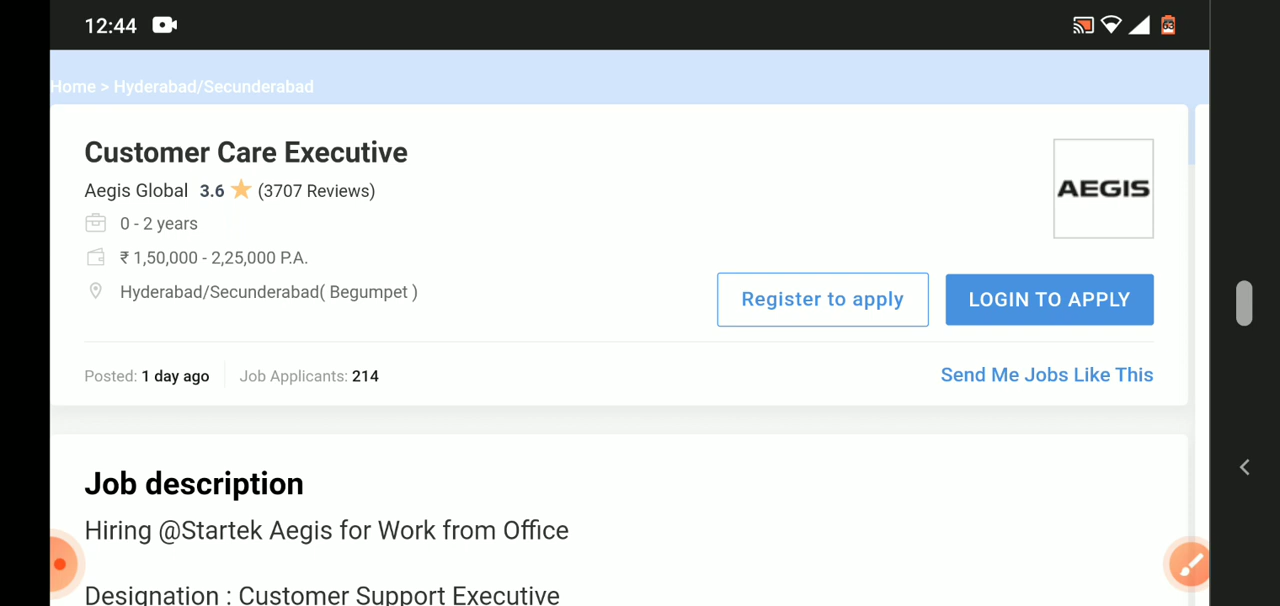 12:44
63
Home > Hyderabad/Secunderabad
Customer Care Executive
AEGIS
Aegis Global 3.6 (3707 Reviews)
0 - 2 years
₹ 1,50,000 - 2,25,000 P.A.
Hyderabad/Secunderabad( Begumpet )
Register to apply LOGIN TO APPLY
Posted: 1 day ago Job Applicants: 214 Send Me Jobs Like This
Job description
Hiring @Startek Aegis for Work from Office
Designation : Customer Support Executive